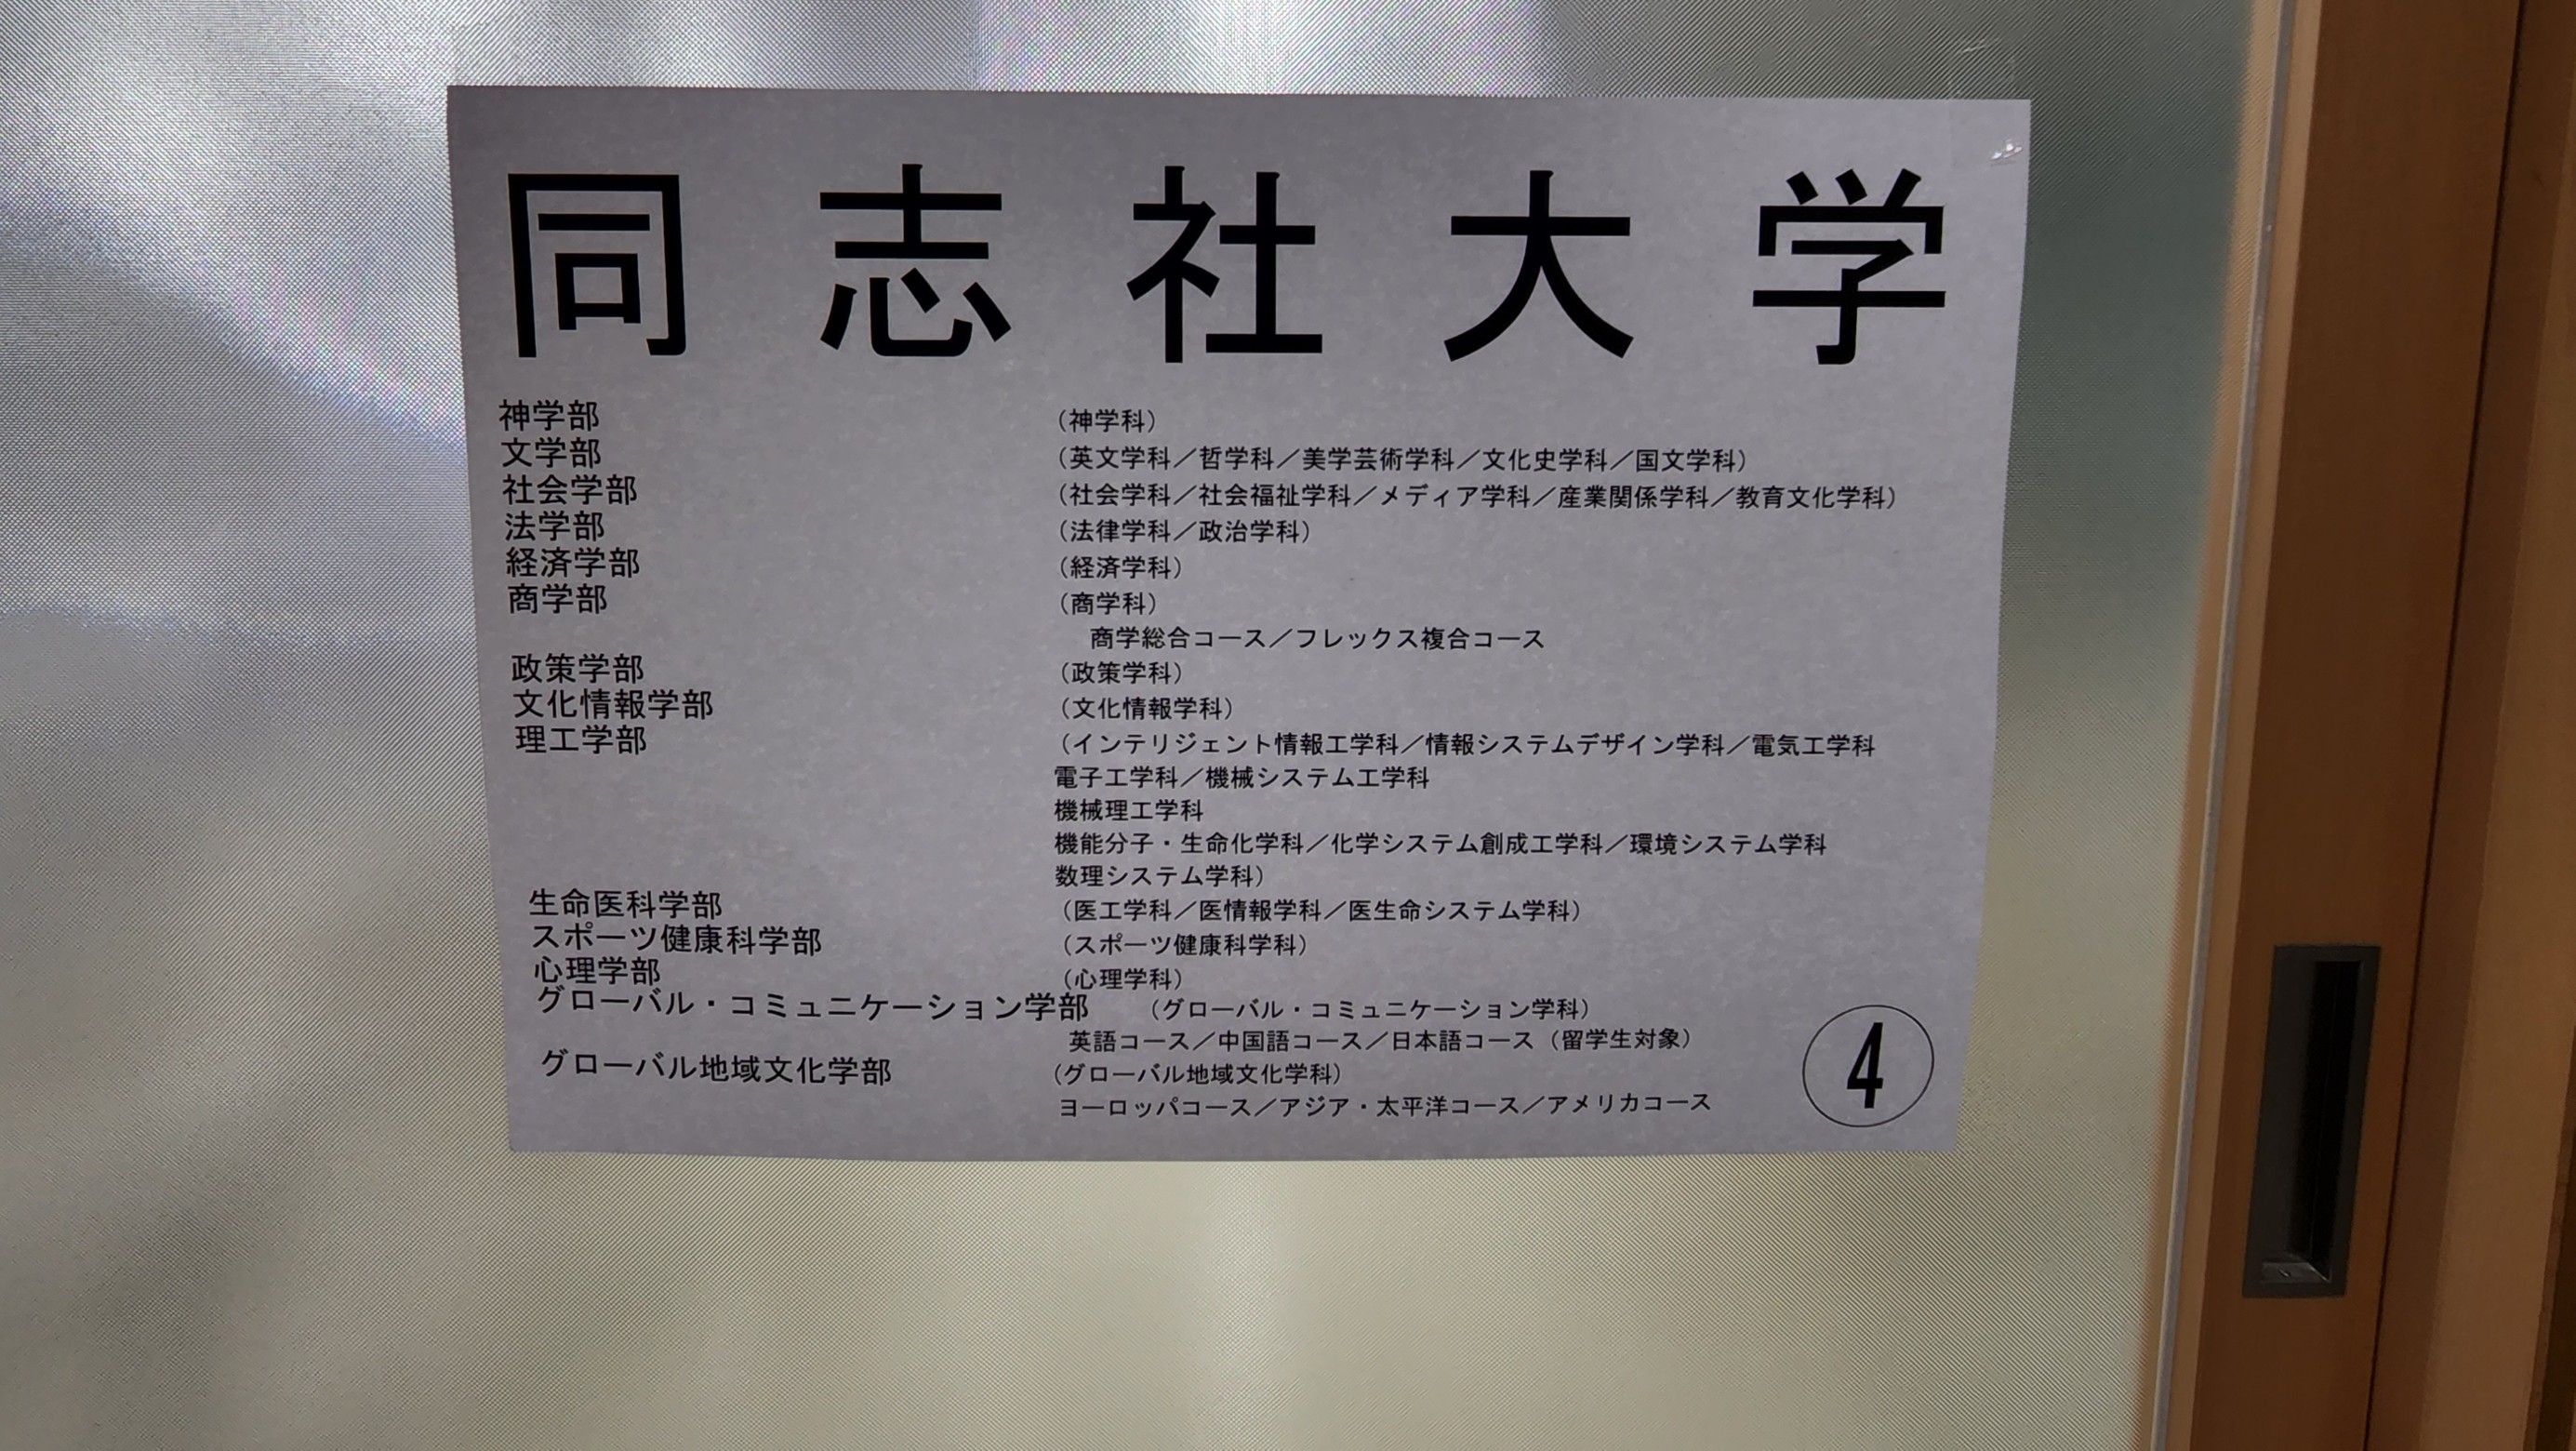 同志社大学
神学部 （神学科）
文学部 （英文学科／哲学科／美学芸術学科／文化史学科／国文学科）
社会学部 （社会学科／社会福祉学科／メディア学科／産業関係学科／教育文化学科）
法学部 （法律学科／政治学科）
経済学部 （経済学科）
商学部 （商学科）
商学総合コース／フレックス複合コース
政策学部 （政策学科）
文化情報学部 （文化情報学科）
理工学部 （インテリジェント情報工学科／情報システムデザイン学科／電気工学科
電子工学科／機械システム工学科
機械理工学科
機能分子・生命化学科／化学システム創成工学科／環境システム学科
数理システム学科）
生命医科学部 （医工学科／医情報学科／医生命システム学科）
スポーツ健康科学部 （スポーツ健康科学科）
心理学部 （心理学科）
グローバル・コミュニケーション学部 （グローバル・コミュニケーション学科）
英語コース／中国語コース／日本語コース（留学生対象）
グローバル地域文化学部 （グローバル地域文化学科）
ヨーロッパコース／アジア・太平洋コース／アメリカコース
④